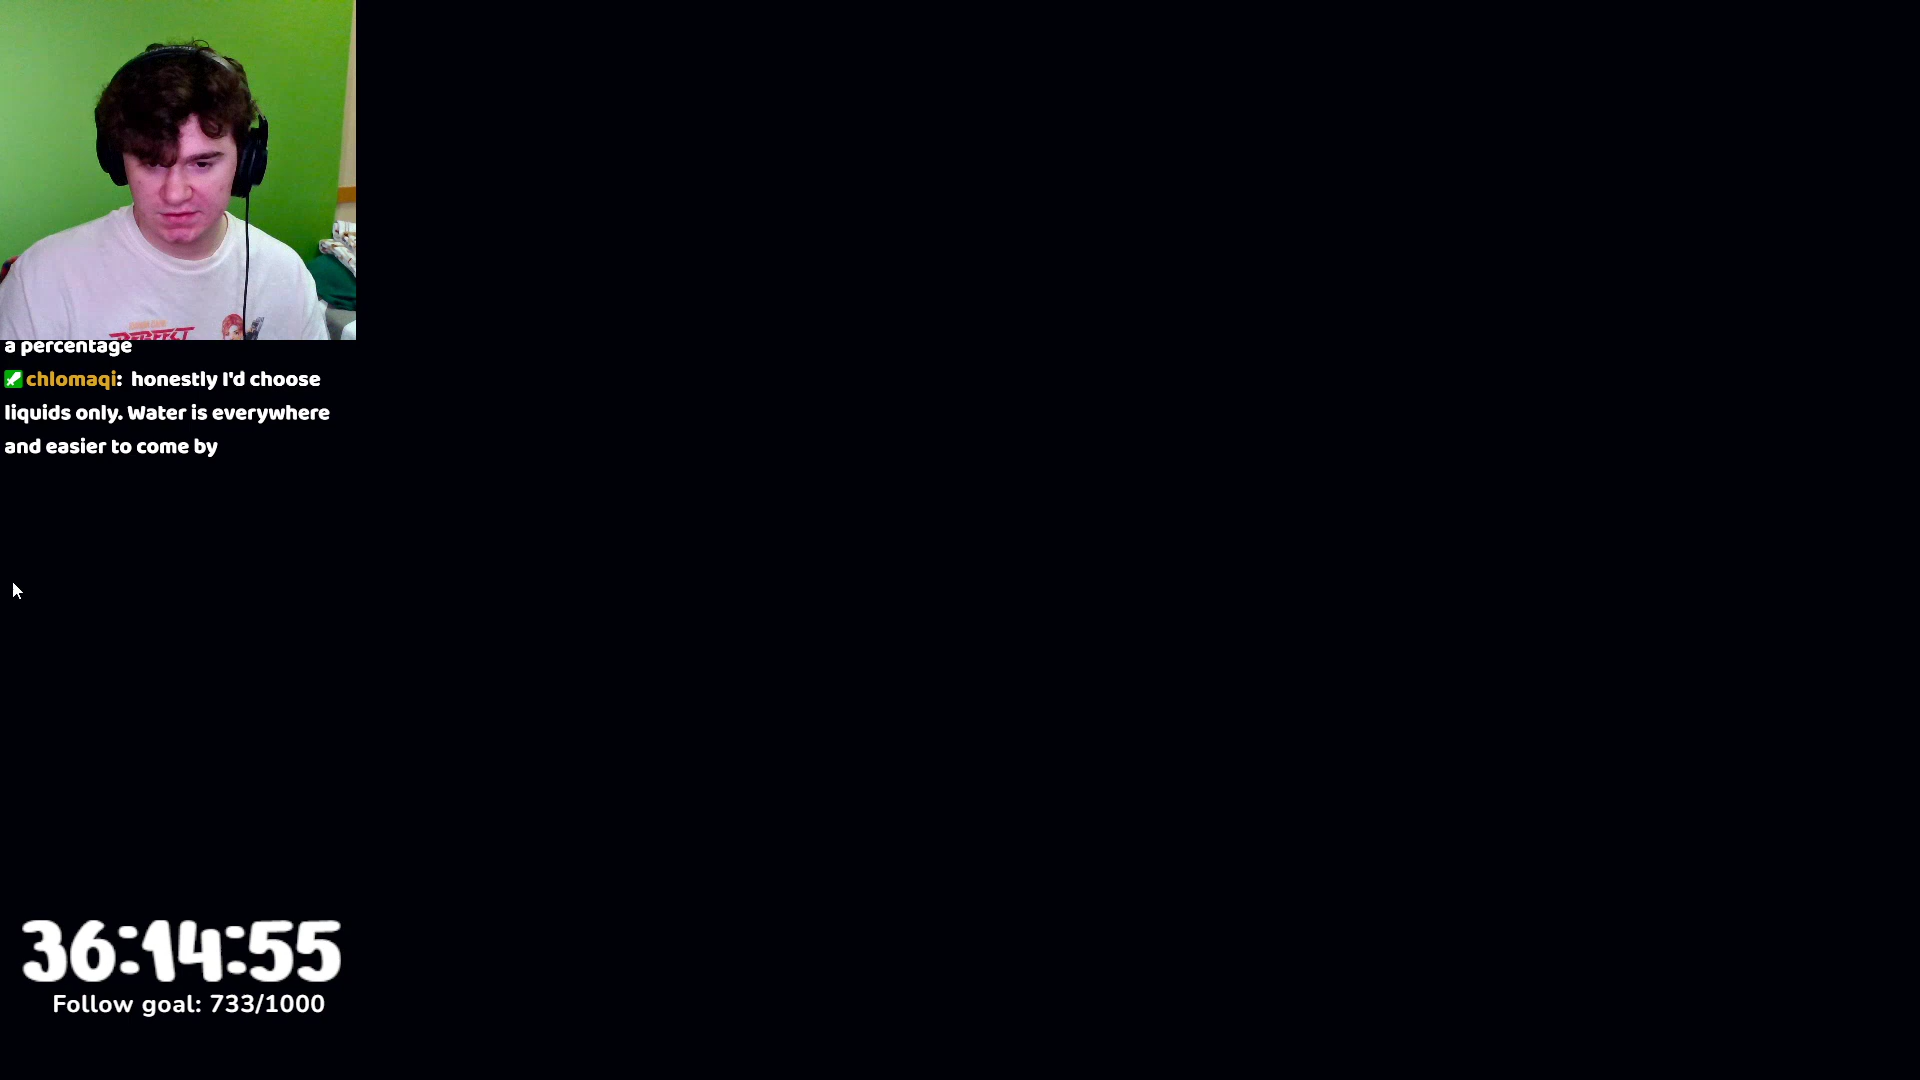 PERFECT
a percentage
chlomaqi: honestly I'd choose
liquids only. Water is everywhere
and easier to come by
36:14:55
Follow goal: 733/1000